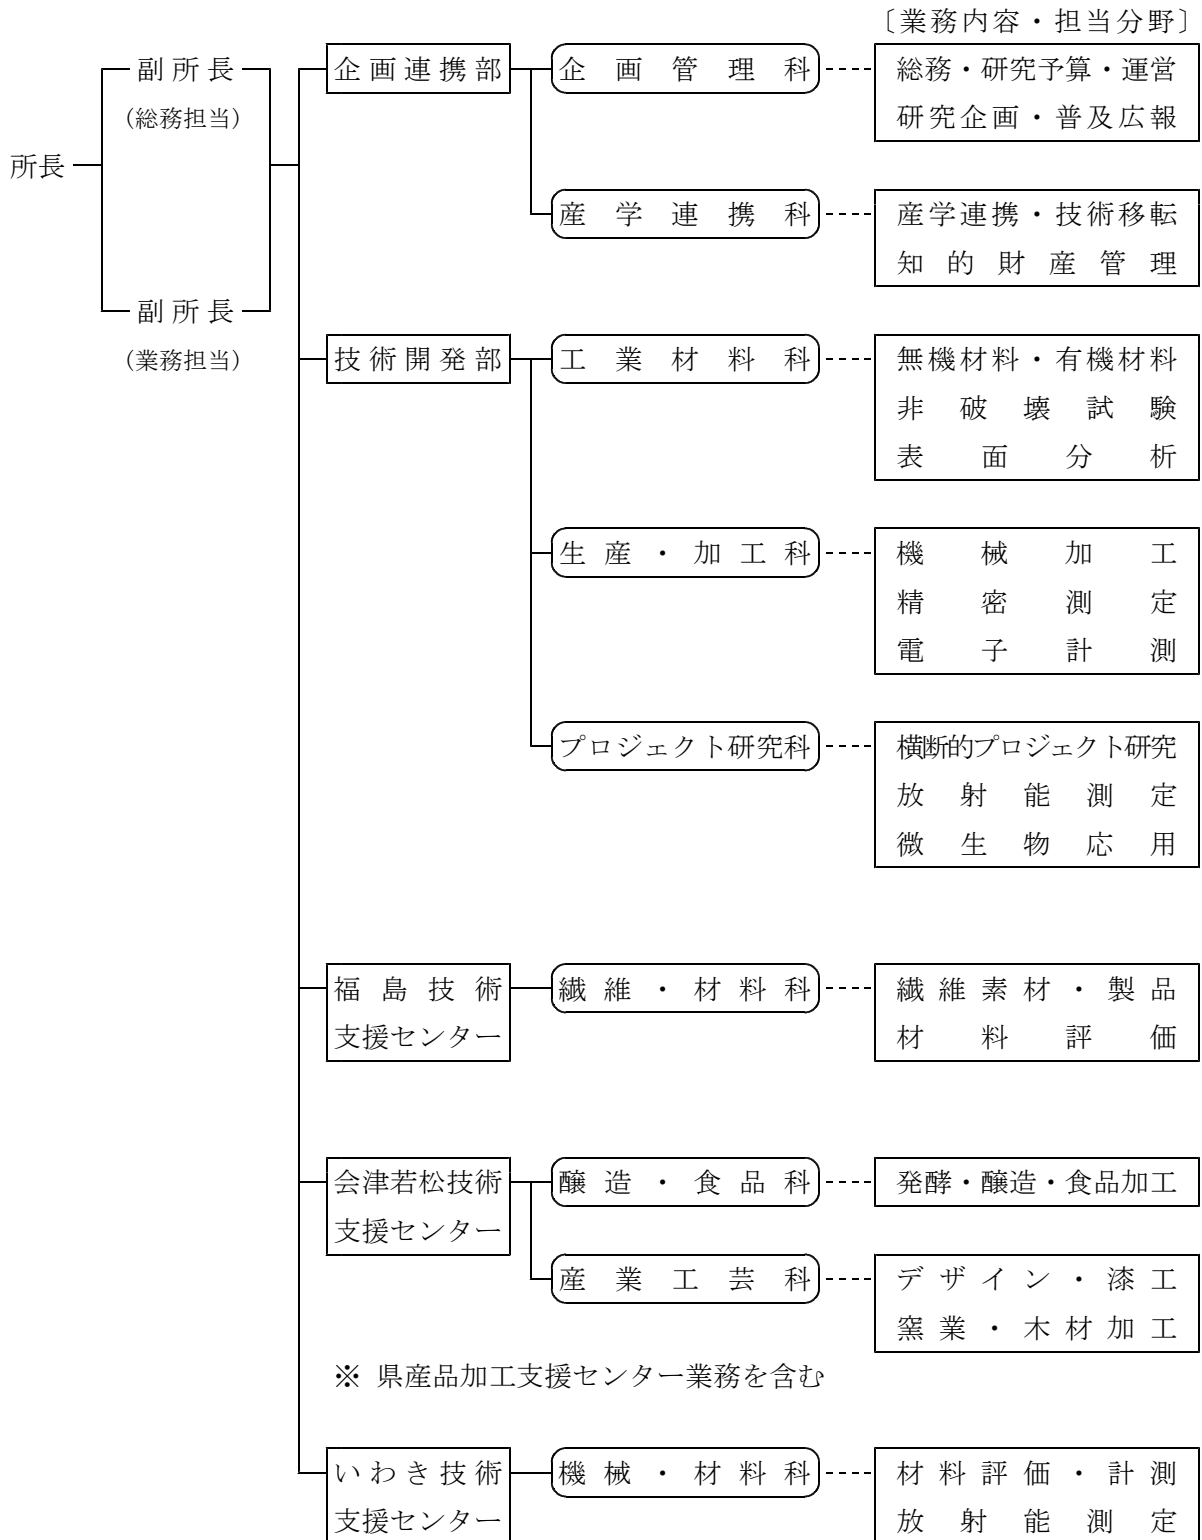 〔業務内容・担当分野〕
所長
副所長
(総務担当)
副所長
(業務担当)
企画連携部
企画管理科
総務・研究予算・運営
研究企画・普及広報
産学連携科
産学連携・技術移転
知的財産管理
技術開発部
工業材料科
無機材料・有機材料
非破壊試験
表面分析
生産・加工科
機械加工
精密測定
電子計測
プロジェクト研究科
横断的プロジェクト研究
放射能測定
微生物応用
福島技術
支援センター
繊維・材料科
繊維素材・製品
材料評価
会津若松技術
支援センター
醸造・食品科
発酵・醸造・食品加工
産業工芸科
デザイン・漆工
窯業・木材加工
※ 県産品加工支援センター業務を含む
いわき技術
支援センター
機械・材料科
材料評価・計測
放射能測定